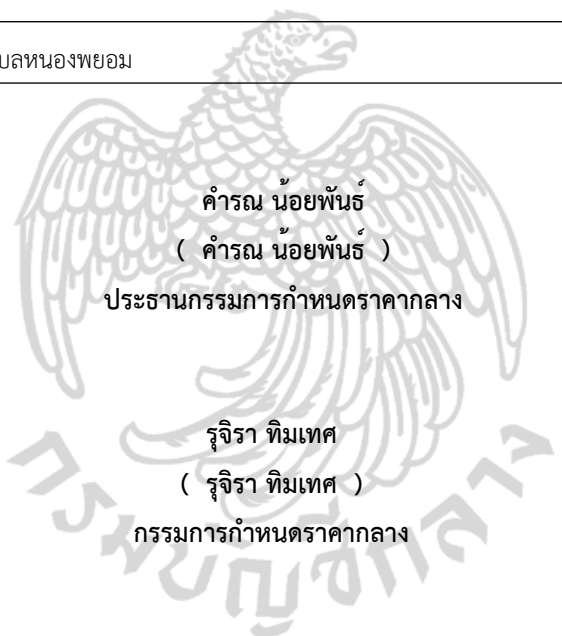 บลหนองพยอม
คำรณ น้อยพันธ์
( คำรณ น้อยพันธ์ )
ประธานกรรมการกำหนดราคากลาง
รุจิรา ทิมเทศ
( รุจิรา ทิมเทศ )
กรรมการกำหนดราคากลาง
กรมบัญชีกลาง